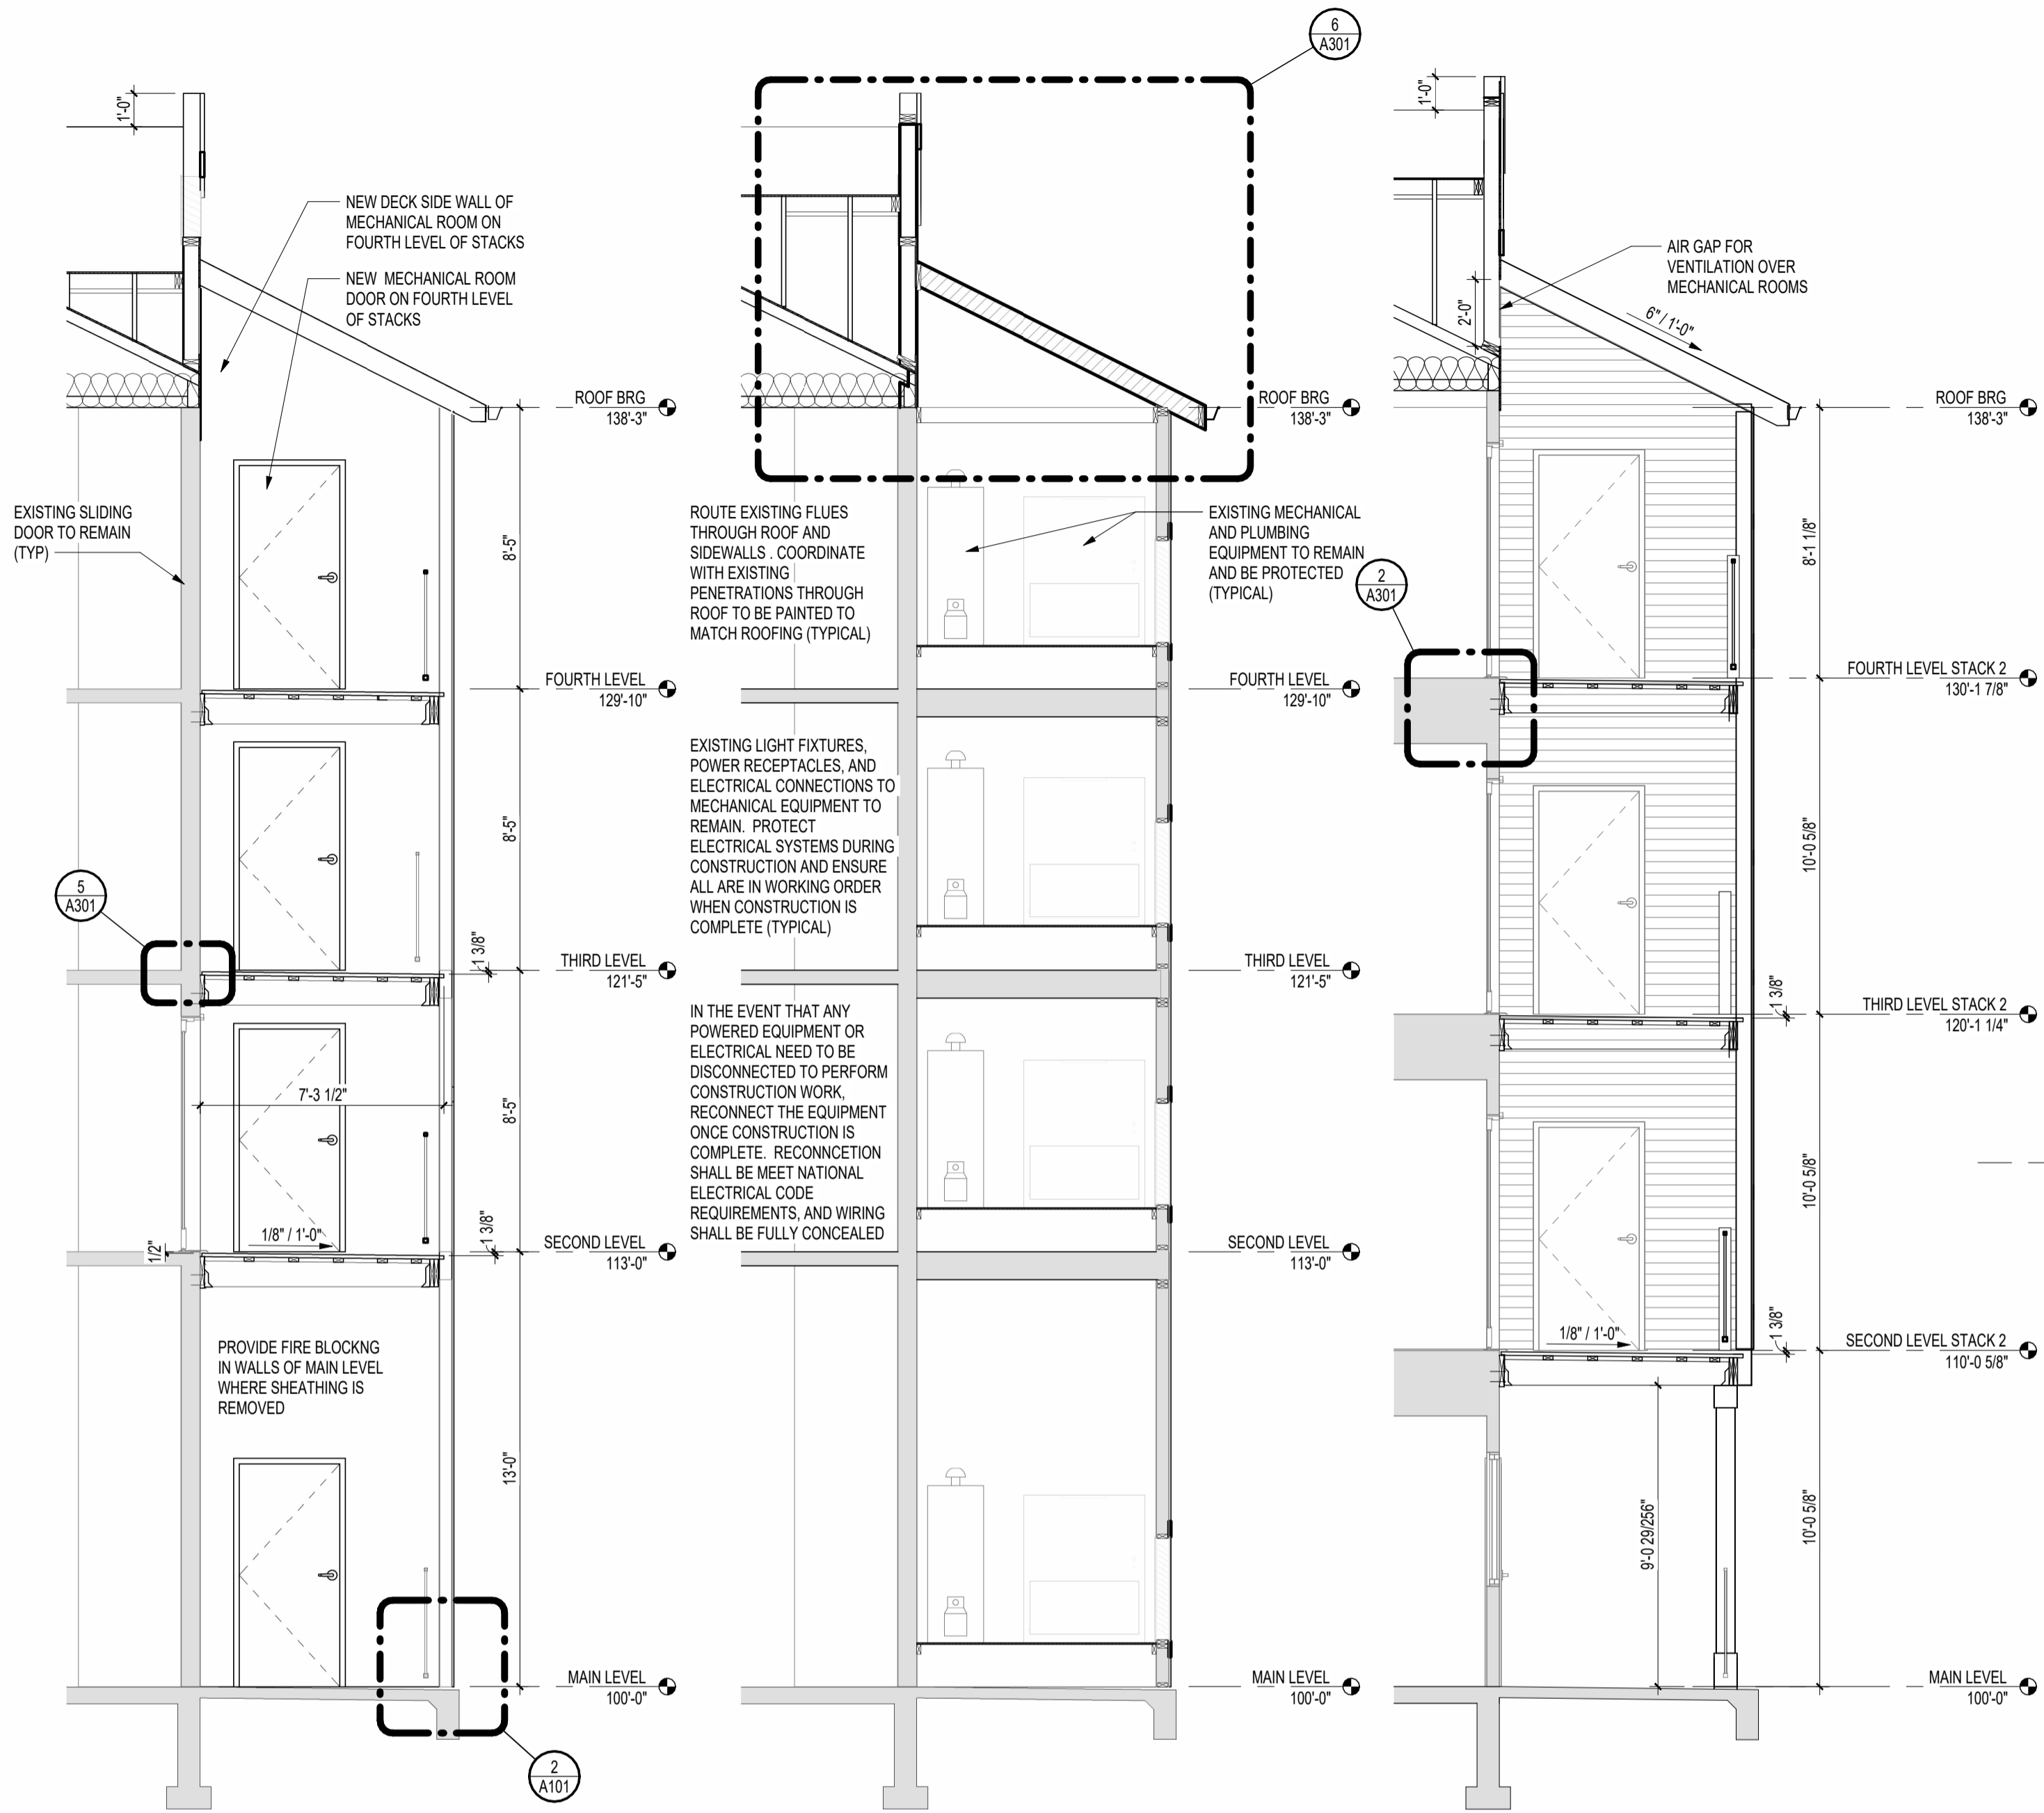 6
A301
1'-0"
NEW DECK SIDE WALL OF
MECHANICAL ROOM ON
FOURTH LEVEL OF STACKS
NEW MECHANICAL ROOM
DOOR ON FOURTH LEVEL
OF STACKS
ROOF BRG
138'-3"
EXISTING SLIDING
DOOR TO REMAIN
(TYP)
8'-5"
FOURTH LEVEL
129'-10"
8'-5"
5
A301
1 3/8"
THIRD LEVEL
121'-5"
7'-3 1/2"
8'-5"
1/8" / 1'-0"
1/2"
1 3/8"
SECOND LEVEL
113'-0"
PROVIDE FIRE BLOCKNG
IN WALLS OF MAIN LEVEL
WHERE SHEATHING IS
REMOVED
13'-0"
MAIN LEVEL
100'-0"
2
A101
ROOF BRG
138'-3"
ROUTE EXISTING FLUES
THROUGH ROOF AND
SIDEWALLS . COORDINATE
WITH EXISTING
PENETRATIONS THROUGH
ROOF TO BE PAINTED TO
MATCH ROOFING (TYPICAL)
EXISTING MECHANICAL
AND PLUMBING
EQUIPMENT TO REMAIN
AND BE PROTECTED
(TYPICAL)
FOURTH LEVEL
129'-10"
EXISTING LIGHT FIXTURES,
POWER RECEPTACLES, AND
ELECTRICAL CONNECTIONS TO
MECHANICAL EQUIPMENT TO
REMAIN. PROTECT
ELECTRICAL SYSTEMS DURING
CONSTRUCTION AND ENSURE
ALL ARE IN WORKING ORDER
WHEN CONSTRUCTION IS
COMPLETE (TYPICAL)
THIRD LEVEL
121'-5"
IN THE EVENT THAT ANY
POWERED EQUIPMENT OR
ELECTRICAL NEED TO BE
DISCONNECTED TO PERFORM
CONSTRUCTION WORK,
RECONNECT THE EQUIPMENT
ONCE CONSTRUCTION IS
COMPLETE. RECONNCETION
SHALL BE MEET NATIONAL
ELECTRICAL CODE
REQUIREMENTS, AND WIRING
SHALL BE FULLY CONCEALED
SECOND LEVEL
113'-0"
MAIN LEVEL
100'-0"
1'-0"
AIR GAP FOR
VENTILATION OVER
MECHANICAL ROOMS
2'-0"
6" / 1'-0"
ROOF BRG
138'-3"
8'-1 1/8"
2
A301
FOURTH LEVEL STACK 2
130'-1 7/8"
10'-0 5/8"
1 3/8"
THIRD LEVEL STACK 2
120'-1 1/4"
10'-0 5/8"
1/8" / 1'-0"
1 3/8"
SECOND LEVEL STACK 2
110'-0 5/8"
9'-0 29/256"
10'-0 5/8"
MAIN LEVEL
100'-0"